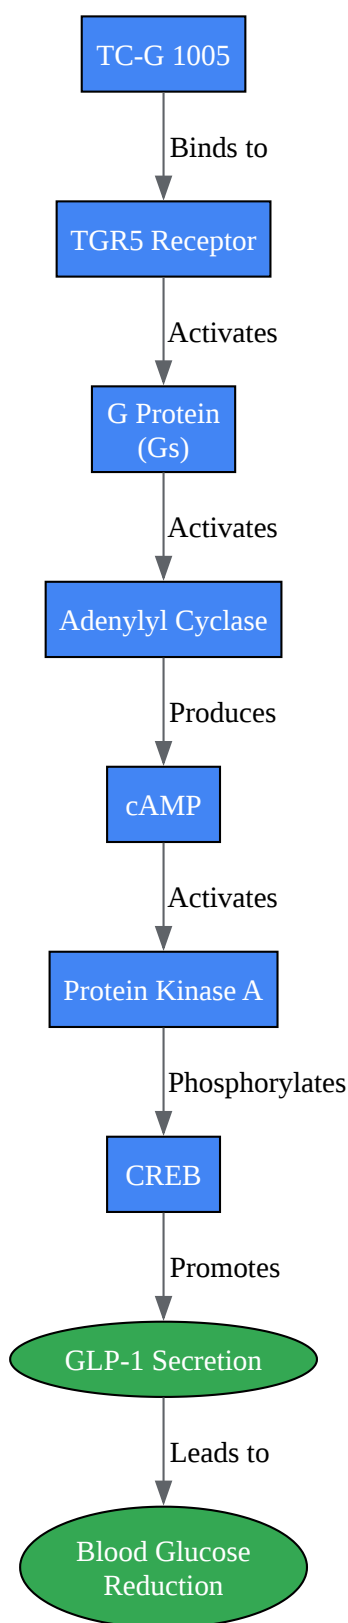 TC-G 1005
Binds to
TGR5 Receptor
Activates
G Protein
(Gs)
Activates
Adenylyl Cyclase
Produces
cAMP
Activates
Protein Kinase A
Phosphorylates
CREB
Promotes
GLP-1 Secretion
Leads to
Blood Glucose
Reduction